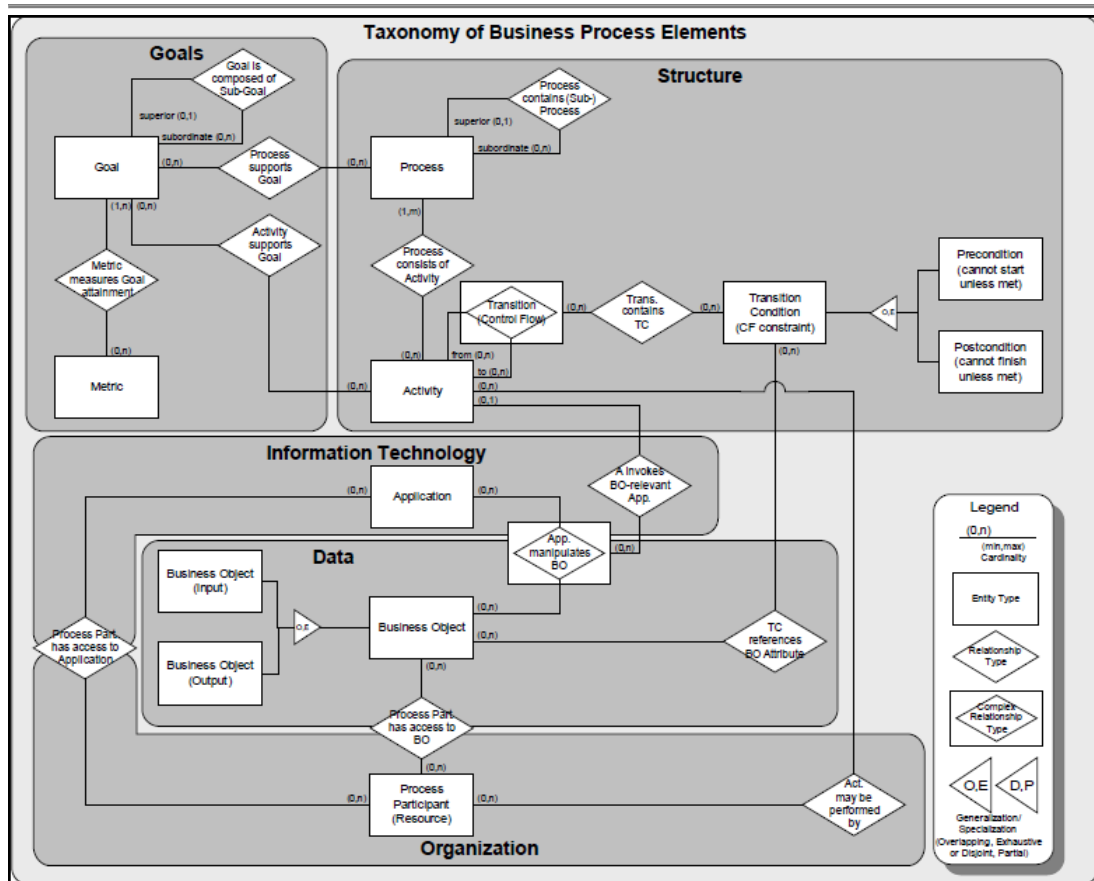 Taxonomy of Business Process Elements
Goals
Goal is
composed of
Sub-Goal
superior (0,1)
subordinate (0,n)
Goal
(0,n)
Process
supports
Goal
(0,n)
(1,n)
(0,n)
Activity
supports
Goal
Metric
measures Goal
attainment
(0,n)
Metric
Structure
Process
contains (Sub-)
Process
superior (0,1)
subordinate (0,n)
Process
(1,m)
Process
consists of
Activity
(0,n)
Transition
(Control Flow)
(0,n)
Trans.
contains
TC
(0,n)
Transition
Condition
(CF constraint)
(0,n)
O,E
Precondition
(cannot start
unless met)
Postcondition
(cannot finish
unless met)
from (0,n)
to (0,n)
(0,n)
Activity
(0,n)
(0,1)
Information Technology
(0,n)
Application
(0,n)
A Invokes
BO-relevant
App.
App.
manipulates
BO
(0,n)
Data
Business Object
(Input)
Business Object
(Output)
O,E
Business Object
(0,n)
(0,n)
(0,n)
TC
references
BO Attribute
Process Part.
has access to
Application
Process Part.
has access to
BO
(0,n)
(0,n)
Process
Participant
(Resource)
(0,n)
Act.
may be
performed
by
Organization
Legend
(0,n)
(min,max)
Cardinality
Entity Type
Relationship
Type
Complex
Relationship
Type
O,E
D,P
Generalization/
Specialization
(Overlapping, Exhaustive
or Disjoint, Partial)